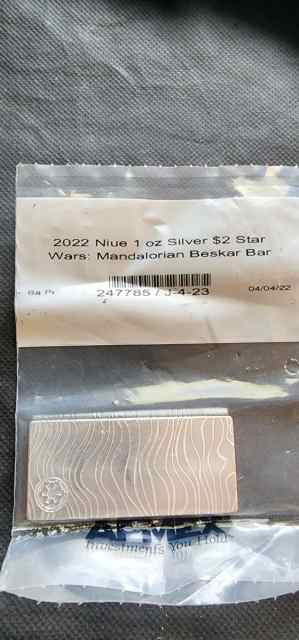 2022 Niue 1 oz Silver $2 Star
Wars: Mandalorian Beskar Bar
247785 / J-4-23
04/04/22
APMEX
Investments You Hold